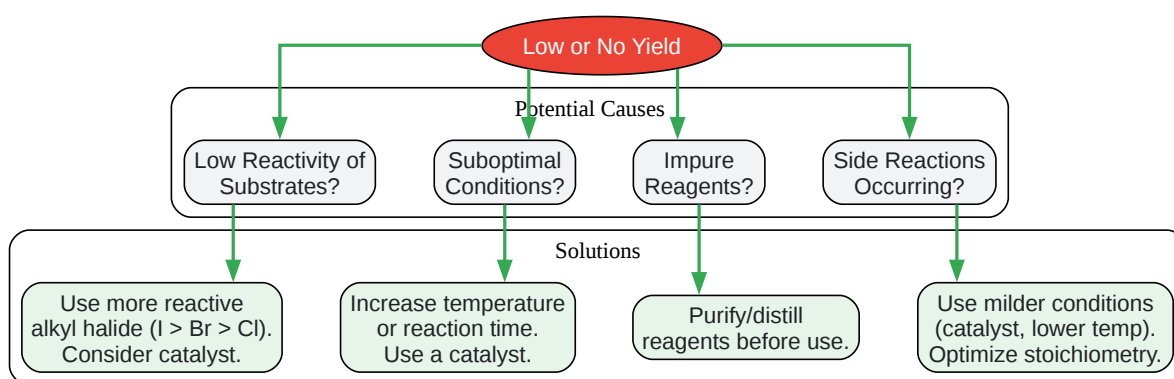 Low or No Yield
Potential Causes
Low Reactivity of
Substrates?
Suboptimal
Conditions?
Impure
Reagents?
Side Reactions
Occurring?
Solutions
Use more reactive
alkyl halide (I > Br > Cl).
Consider catalyst.
Increase temperature
or reaction time.
Use a catalyst.
Purify/distill
reagents before use.
Use milder conditions
(catalyst, lower temp).
Optimize stoichiometry.